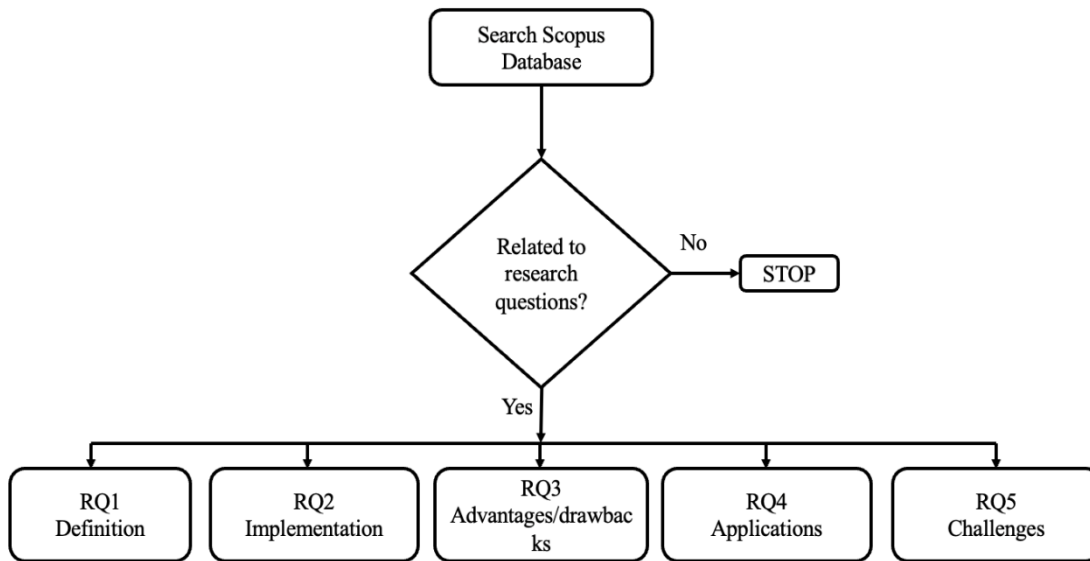 Search Scopus
Database
Related to
research
questions?
No
STOP
Yes
RQ1
Definition
RQ2
Implementation
RQ3
Advantages/drawbac
ks
RQ4
Applications
RQ5
Challenges